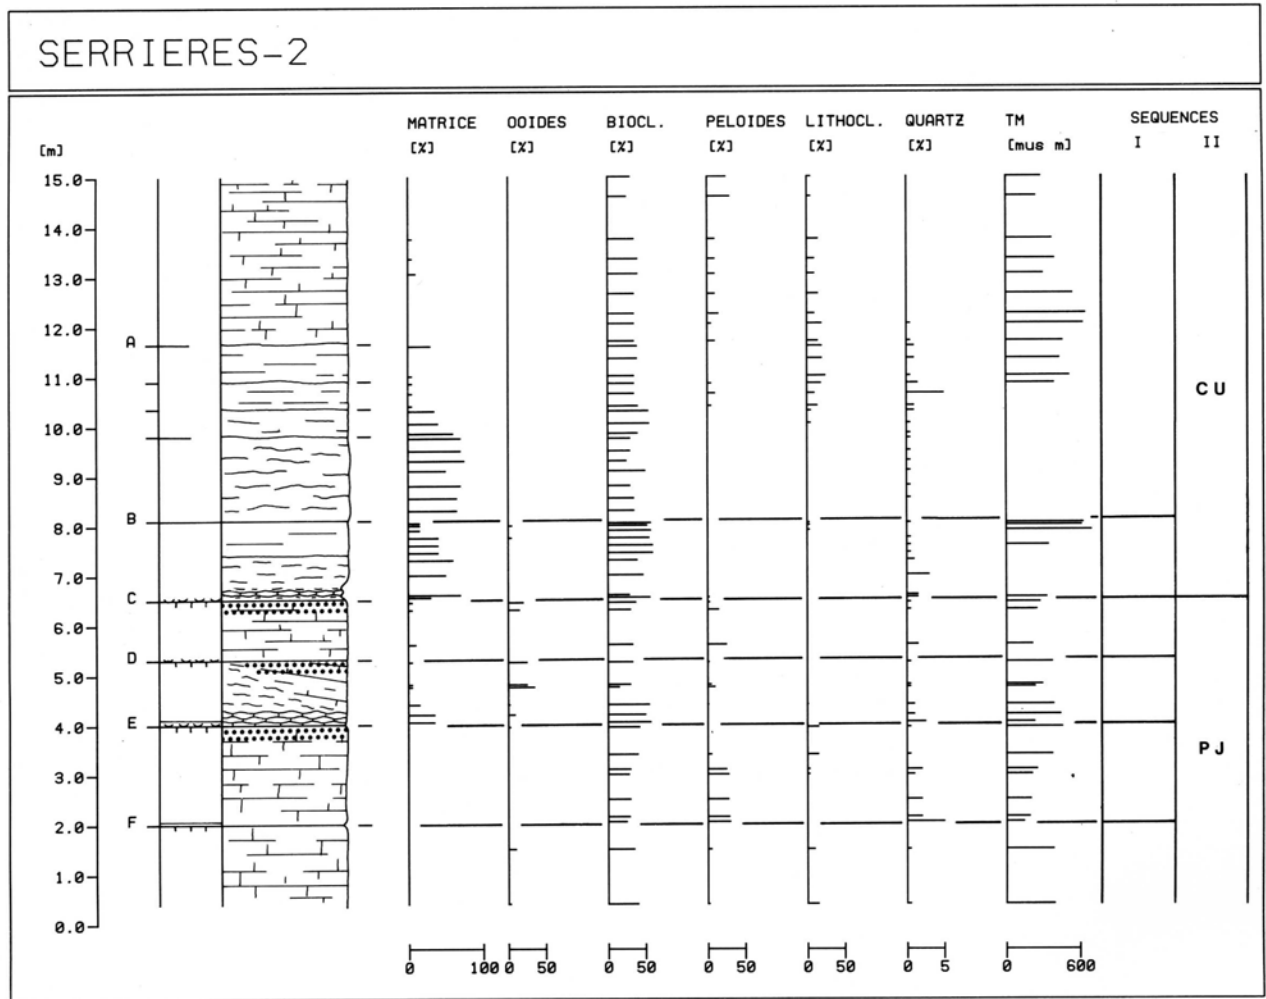 SERRIERES-2
MATRICE OOIDES BIOCL. PELOIDES LITHOCL. QUARTZ TM SEQUENCES
[m] [%] [%] [%] [%] [%] [%] [mus m] I II
15.0
14.0
13.0
12.0
A
11.0
CU
10.0
9.0
B
8.0
7.0
C
6.0
D
5.0
E
4.0
PJ
3.0
F
2.0
1.0
0.0
0 100 0 50 0 50 0 50 0 50 0 5 0 600